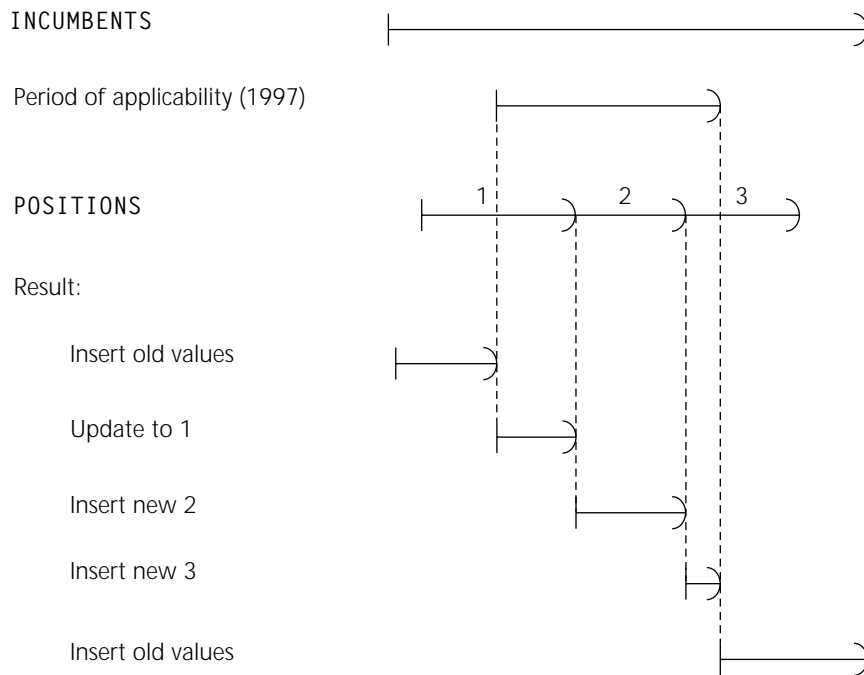 INCUMBENTS
Period of applicability (1997)
1 2 3
POSITIONS
Result:
Insert old values
Update to 1
Insert new 2
Insert new 3
Insert old values